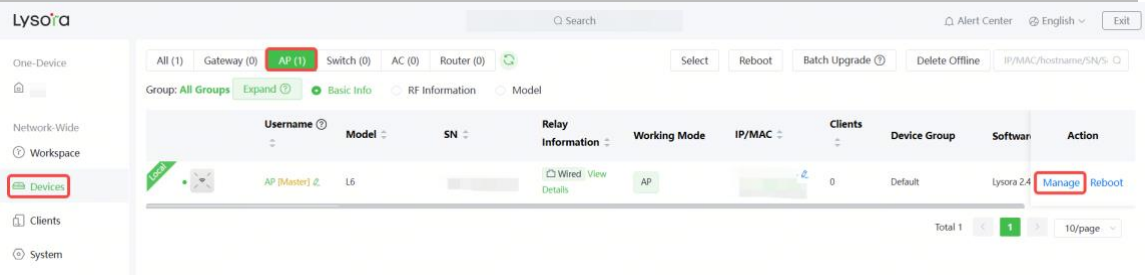 Lysora
Search
Alert Center
English
Exit
One-Device
Network-Wide
Workspace
Devices
Clients
System
All (1) Gateway (0) AP (1) Switch (0) AC (0) Router (0)
Select Reboot Batch Upgrade Delete Offline IP/MAC/hostname/SN/S
Group: All Groups Expand Basic Info RF Information Model
Username Model SN Relay Information Working Mode IP/MAC Clients Device Group Software Action
Local AP [Master] L6 Wired View Details AP 0 Default Lysora 2.4 Manage Reboot
Total 1 1 10/page